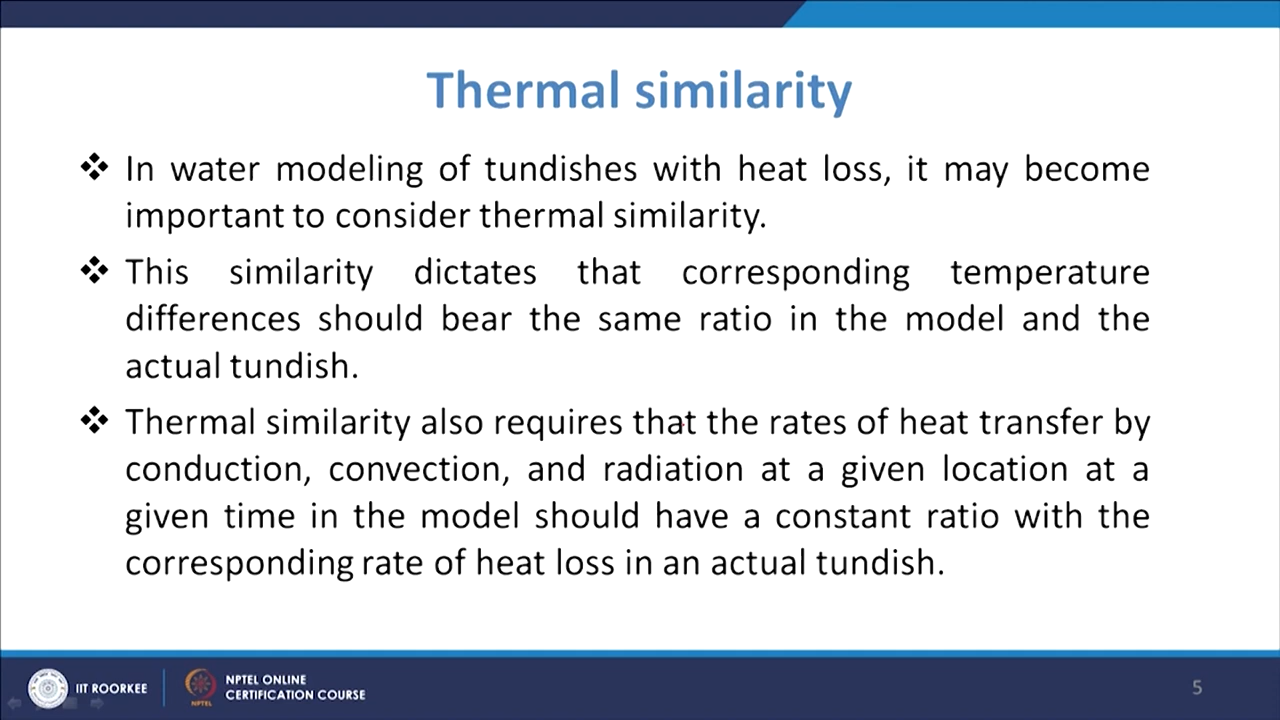 Thermal similarity
❖ In water modeling of tundishes with heat loss, it may become
important to consider thermal similarity.
❖ This similarity dictates that corresponding temperature
differences should bear the same ratio in the model and the
actual tundish.
❖ Thermal similarity also requires that the rates of heat transfer by
conduction, convection, and radiation at a given location at a
given time in the model should have a constant ratio with the
corresponding rate of heat loss in an actual tundish.
IIT ROORKEE
NPTEL
NPTEL ONLINE
CERTIFICATION COURSE
5